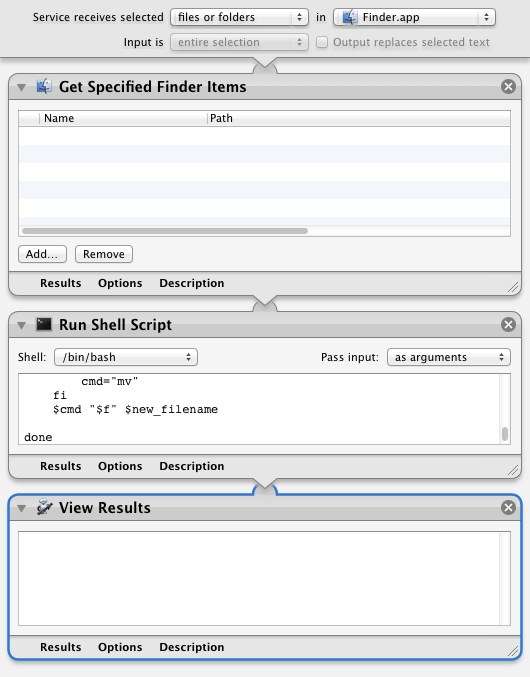 Service receives selected files or folders in Finder.app
Input is entire selection Output replaces selected text
Get Specified Finder Items
Name Path
Add... Remove
Results Options Description
Run Shell Script
Shell: /bin/bash Pass input: as arguments
cmd="mv"
fi
$cmd "$f" $new_filename
done
Results Options Description
View Results
Results Options Description